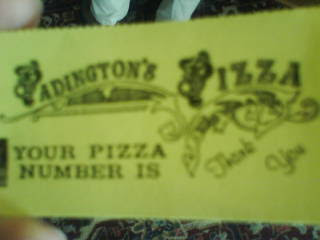 PADINGTON'S PIZZA
YOUR PIZZA
NUMBER IS
Thank You